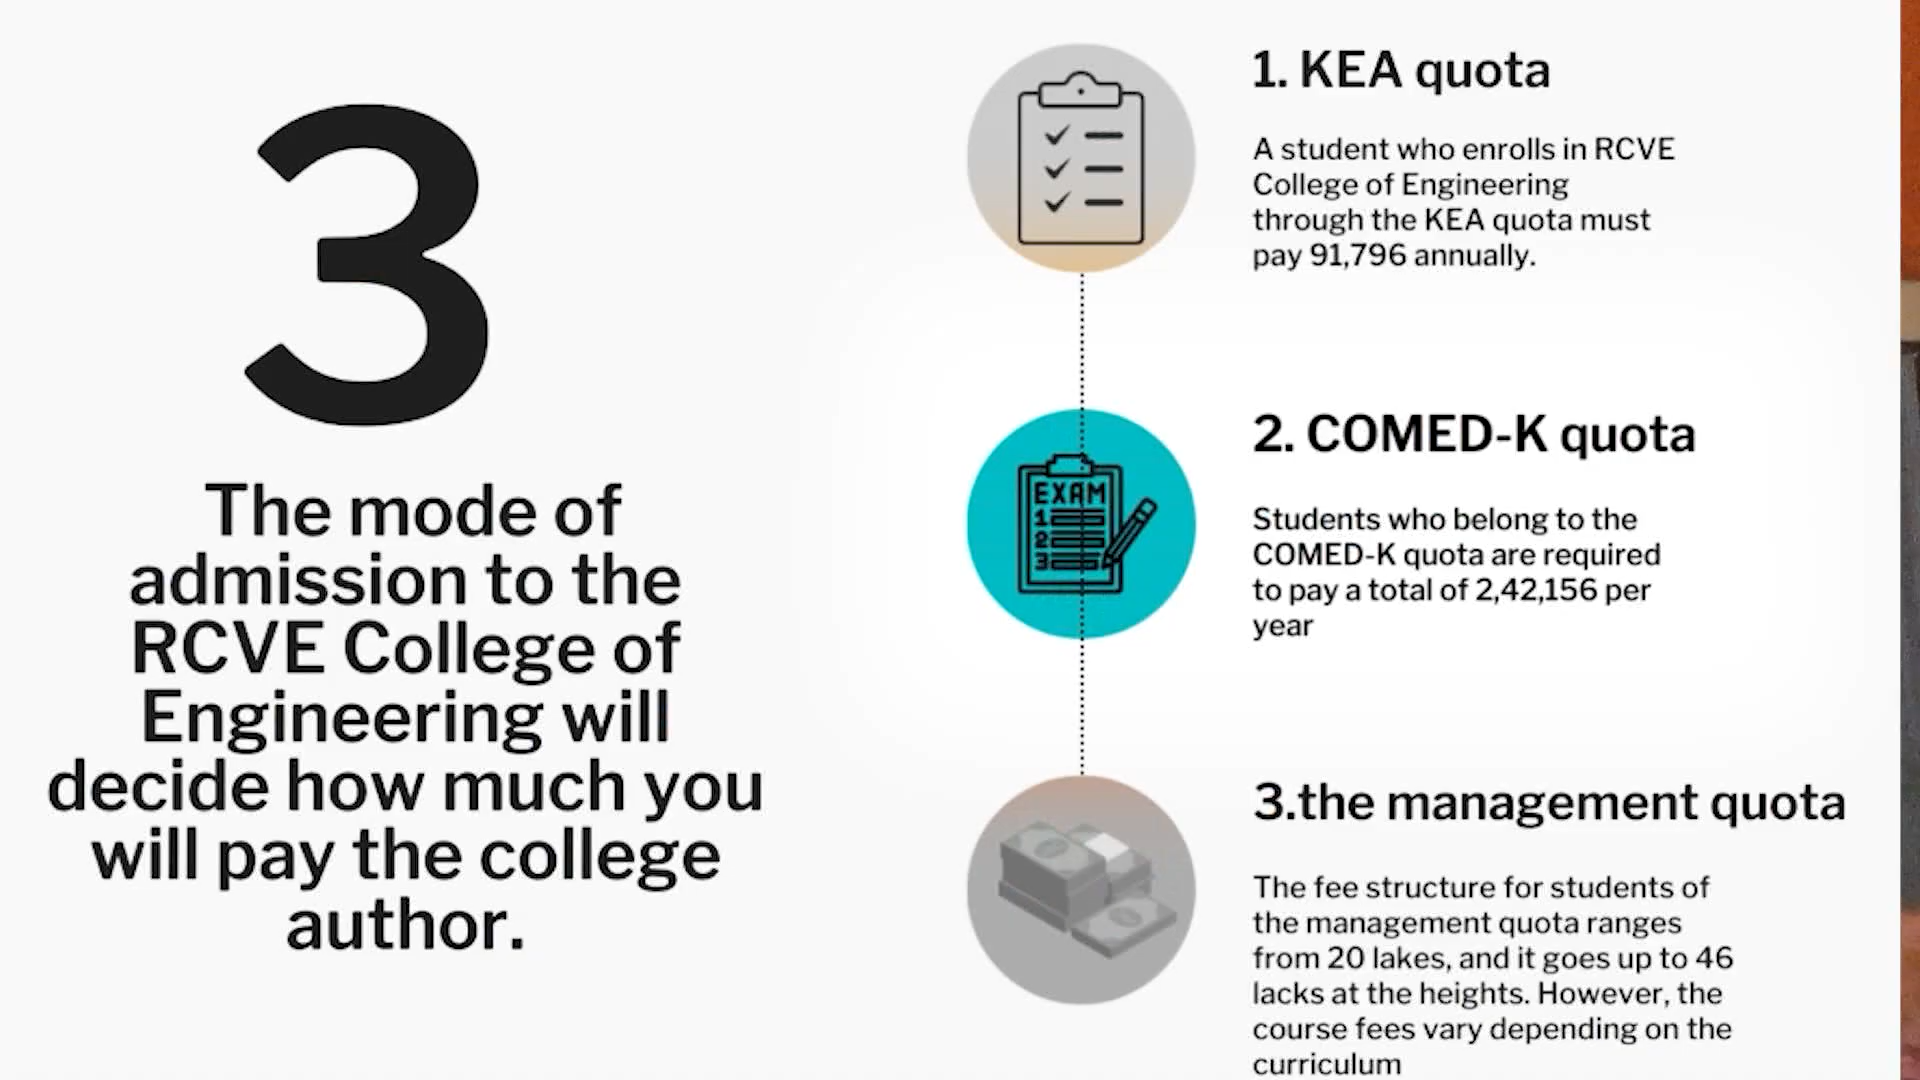 3
The mode of
admission to the
RCVE College of
Engineering will
decide how much you
will pay the college
author.
1. KEA quota
A student who enrolls in RCVE
College of Engineering
through the KEA quota must
pay 91,796 annually.
EXAM
1
2
3
2. COMED-K quota
Students who belong to the
COMED-K quota are required
to pay a total of 2,42,156 per
year
3.the management quota
The fee structure for students of
the management quota ranges
from 20 lakes, and it goes up to 46
lacks at the heights. However, the
course fees vary depending on the
curriculum